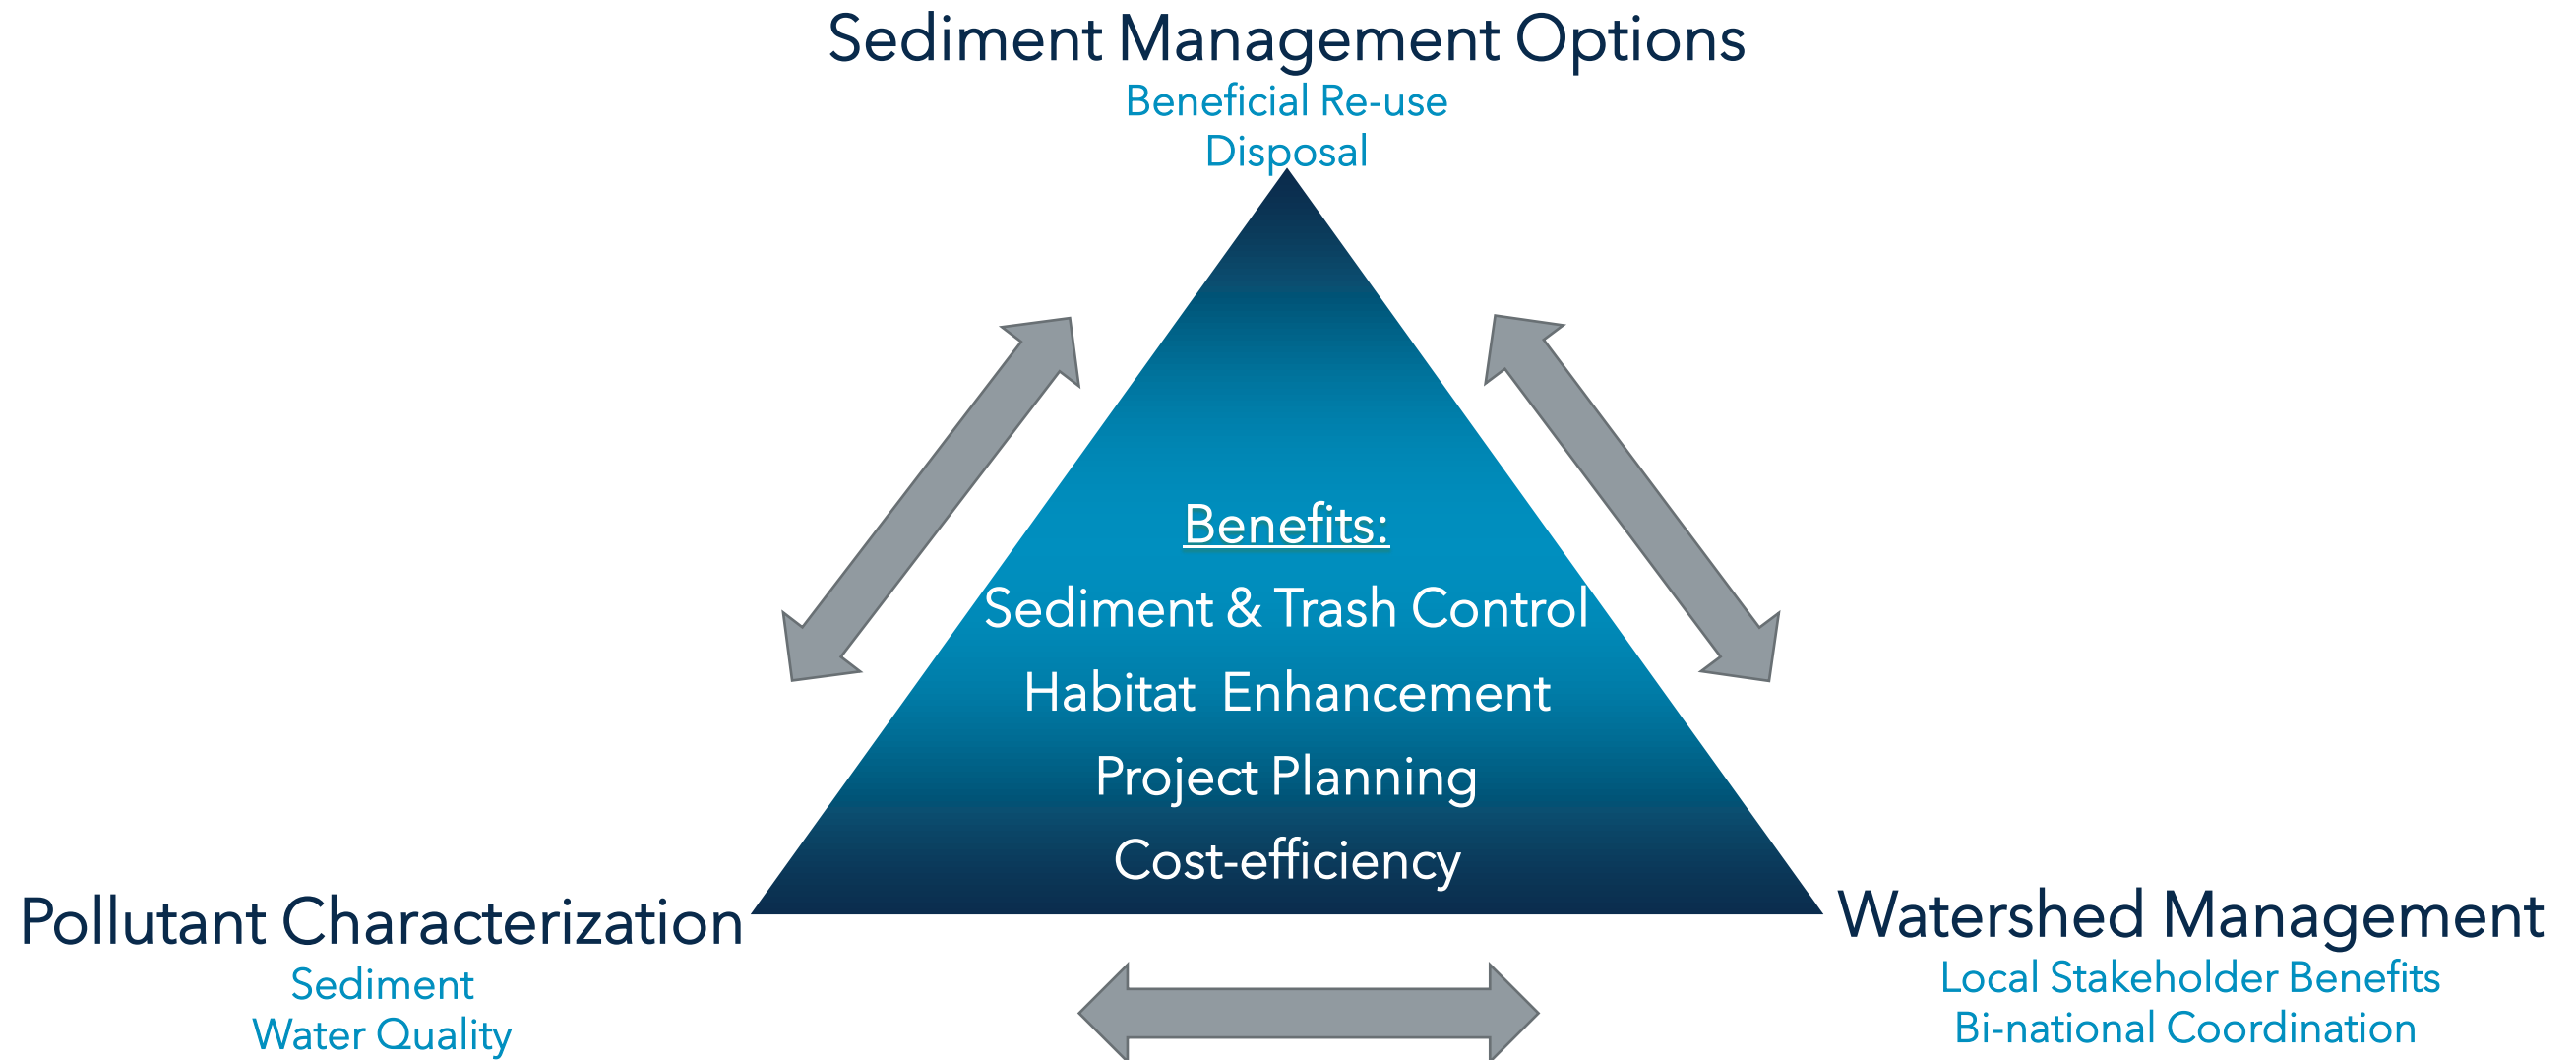 Sediment Management Options
Beneficial Re-use
Disposal
Benefits:
Sediment & Trash Control
Habitat  Enhancement
Project Planning
Cost-efficiency
Pollutant Characterization
Sediment
Water Quality
Watershed Management
Local Stakeholder Benefits
Bi-national Coordination